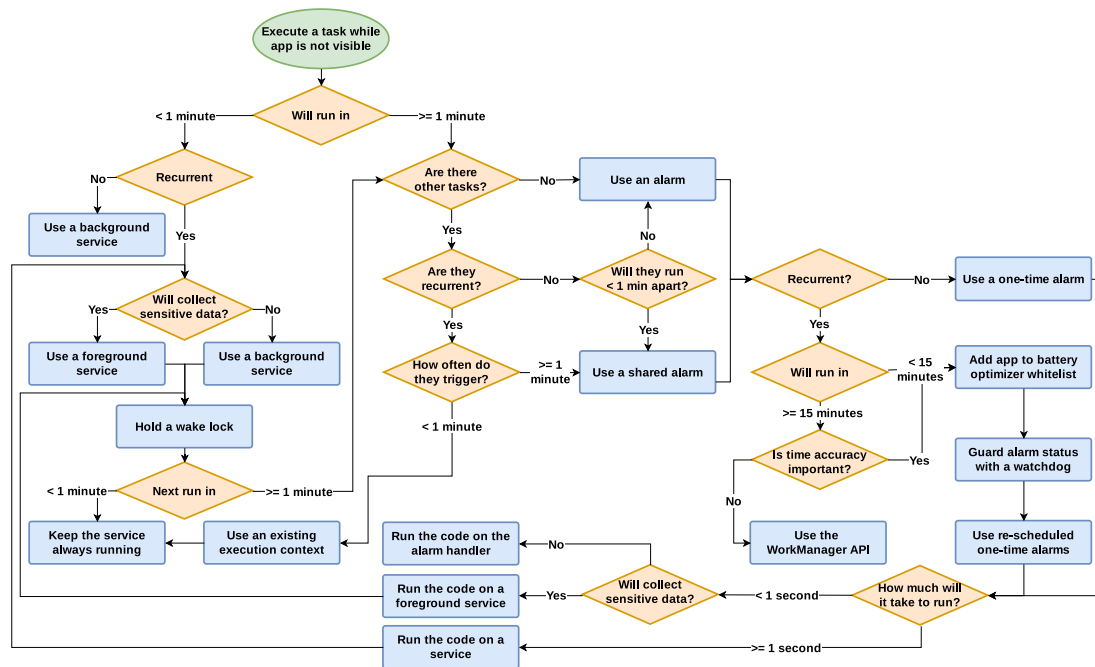 Execute a task while
app is not visible
Will run in
< 1 minute
>= 1 minute
Recurrent
No
Yes
Use a background
service
Are there
other tasks?
No
Use an alarm
Yes
No
Are they
recurrent?
No
Will they run
< 1 min apart?
Recurrent?
No
Use a one-time alarm
Will collect
sensitive data?
Yes
No
Yes
Yes
Yes
Use a foreground
service
Use a background
service
How often do
they trigger?
>= 1
minute
Use a shared alarm
Will run in
< 15
minutes
Add app to battery
optimizer whitelist
Hold a wake lock
< 1 minute
>= 15 minutes
Is time accuracy
important?
Yes
Guard alarm status
with a watchdog
Next run in
< 1 minute
>= 1 minute
No
Keep the service
always running
Use an existing
execution context
Run the code on the
alarm handler
No
Use the
WorkManager API
Use re-scheduled
one-time alarms
Run the code on a
foreground service
Yes
Will collect
sensitive data?
< 1 second
How much will
it take to run?
Run the code on a
service
>= 1 second